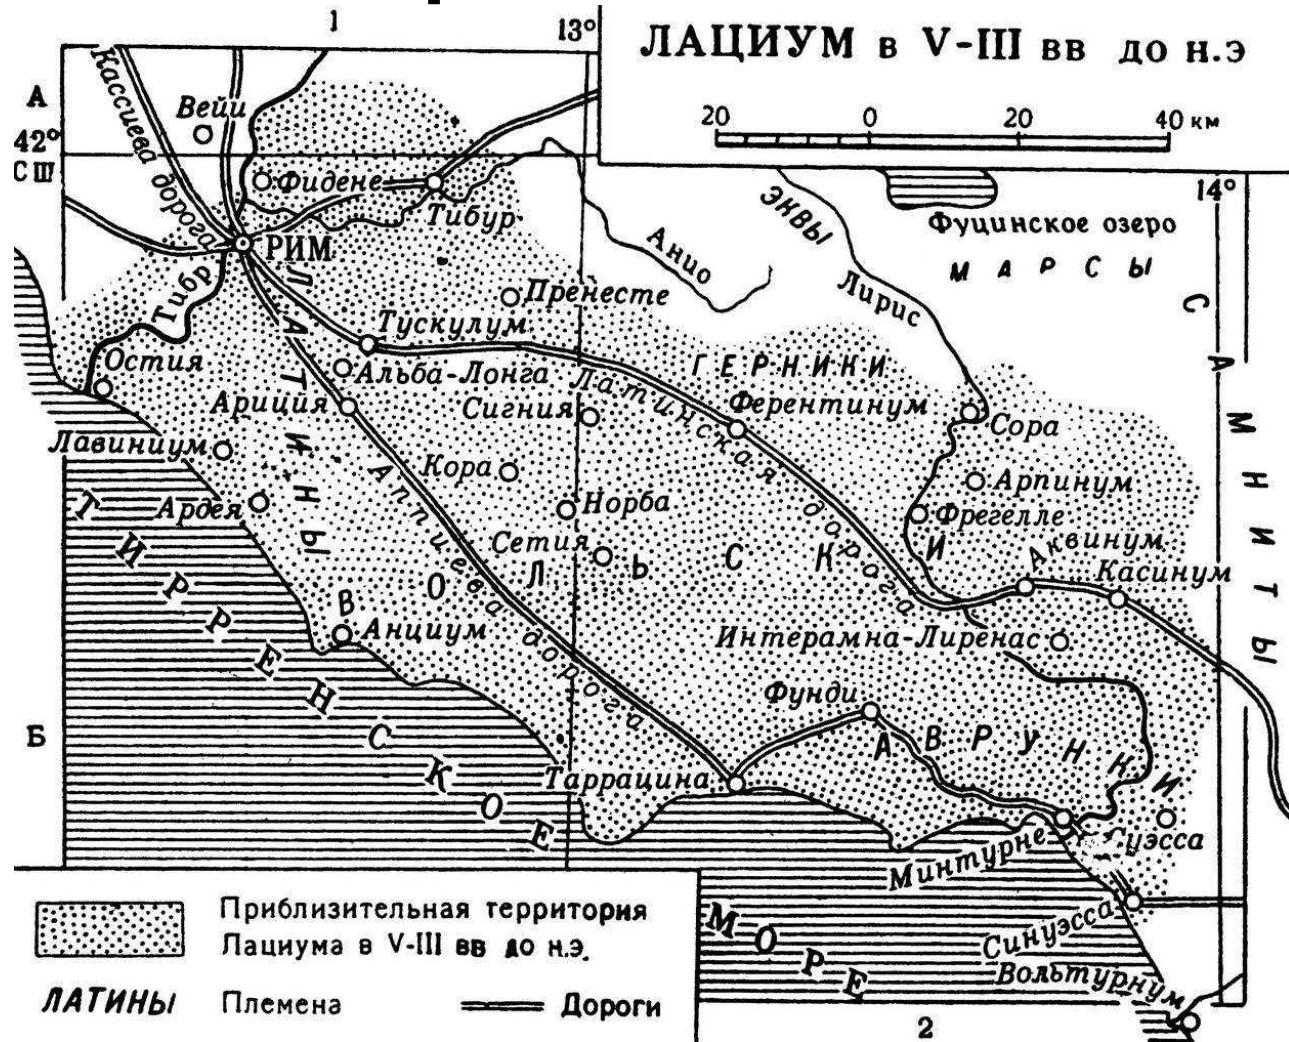 1
13°
ЛАЦИУМ в V-III вв до н.э
20 0 20 40 км
А
42°
СШ
14°
Кассиева дорога
Вейи
Фидене
Тибур
РИМ
Тибр
Анио
ЭКВЫ
Лирис
Фуцинское озеро
МАРСЫ
САМНИТЫ
Пренесте
Тускулум
Остия
Альба-Лонга
ЛАТИНЫ
ГЕРНИКИ
Латинская дорога
Ариция
Сигния
Ферентинум
Сора
Лавиниум
Кора
Арпинум
Ардея
Норба
Фрегелле
Аппиева дорога
Сетия
ВОЛЬСКИ
Аквинум
Касинум
Анциум
Интерамна-Лиренас
Фунди
АВРУНКИ
Б
Таррацина
Минтурне
Суэсса
Синуэсса
Вольтурнум
ТИРРЕНСКОЕ МОРЕ
Приблизительная территория
Лациума в V-III вв до н.э.
ЛАТИНЫ Племена Дороги
2